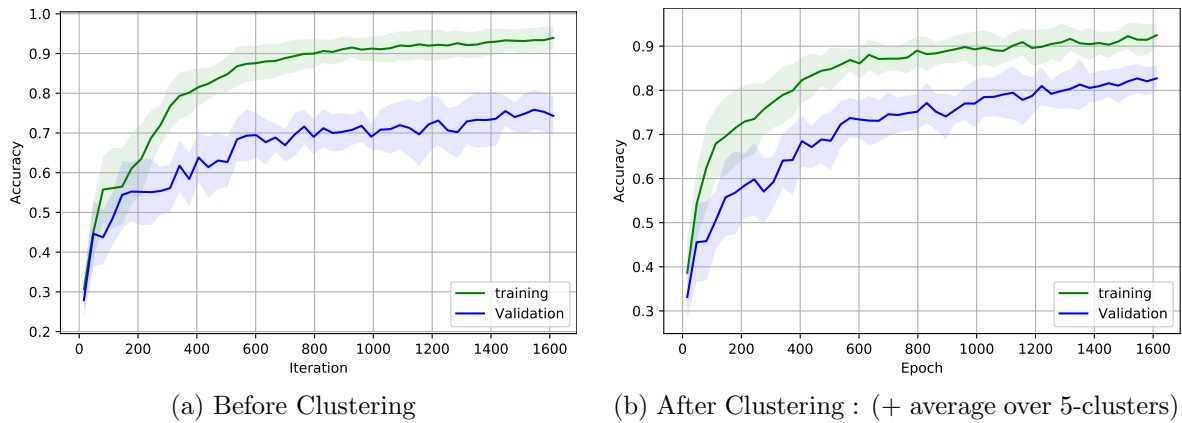 1.0
0.9
0.8
0.7
0.6
0.5
0.4
0.3
0.2
Accuracy
0 200 400 600 800 1000 1200 1400 1600
Iteration
training
Validation
(a) Before Clustering
0.9
0.8
0.7
0.6
0.5
0.4
0.3
Accuracy
0 200 400 600 800 1000 1200 1400 1600
Epoch
training
Validation
(b) After Clustering : (+ average over 5-clusters)